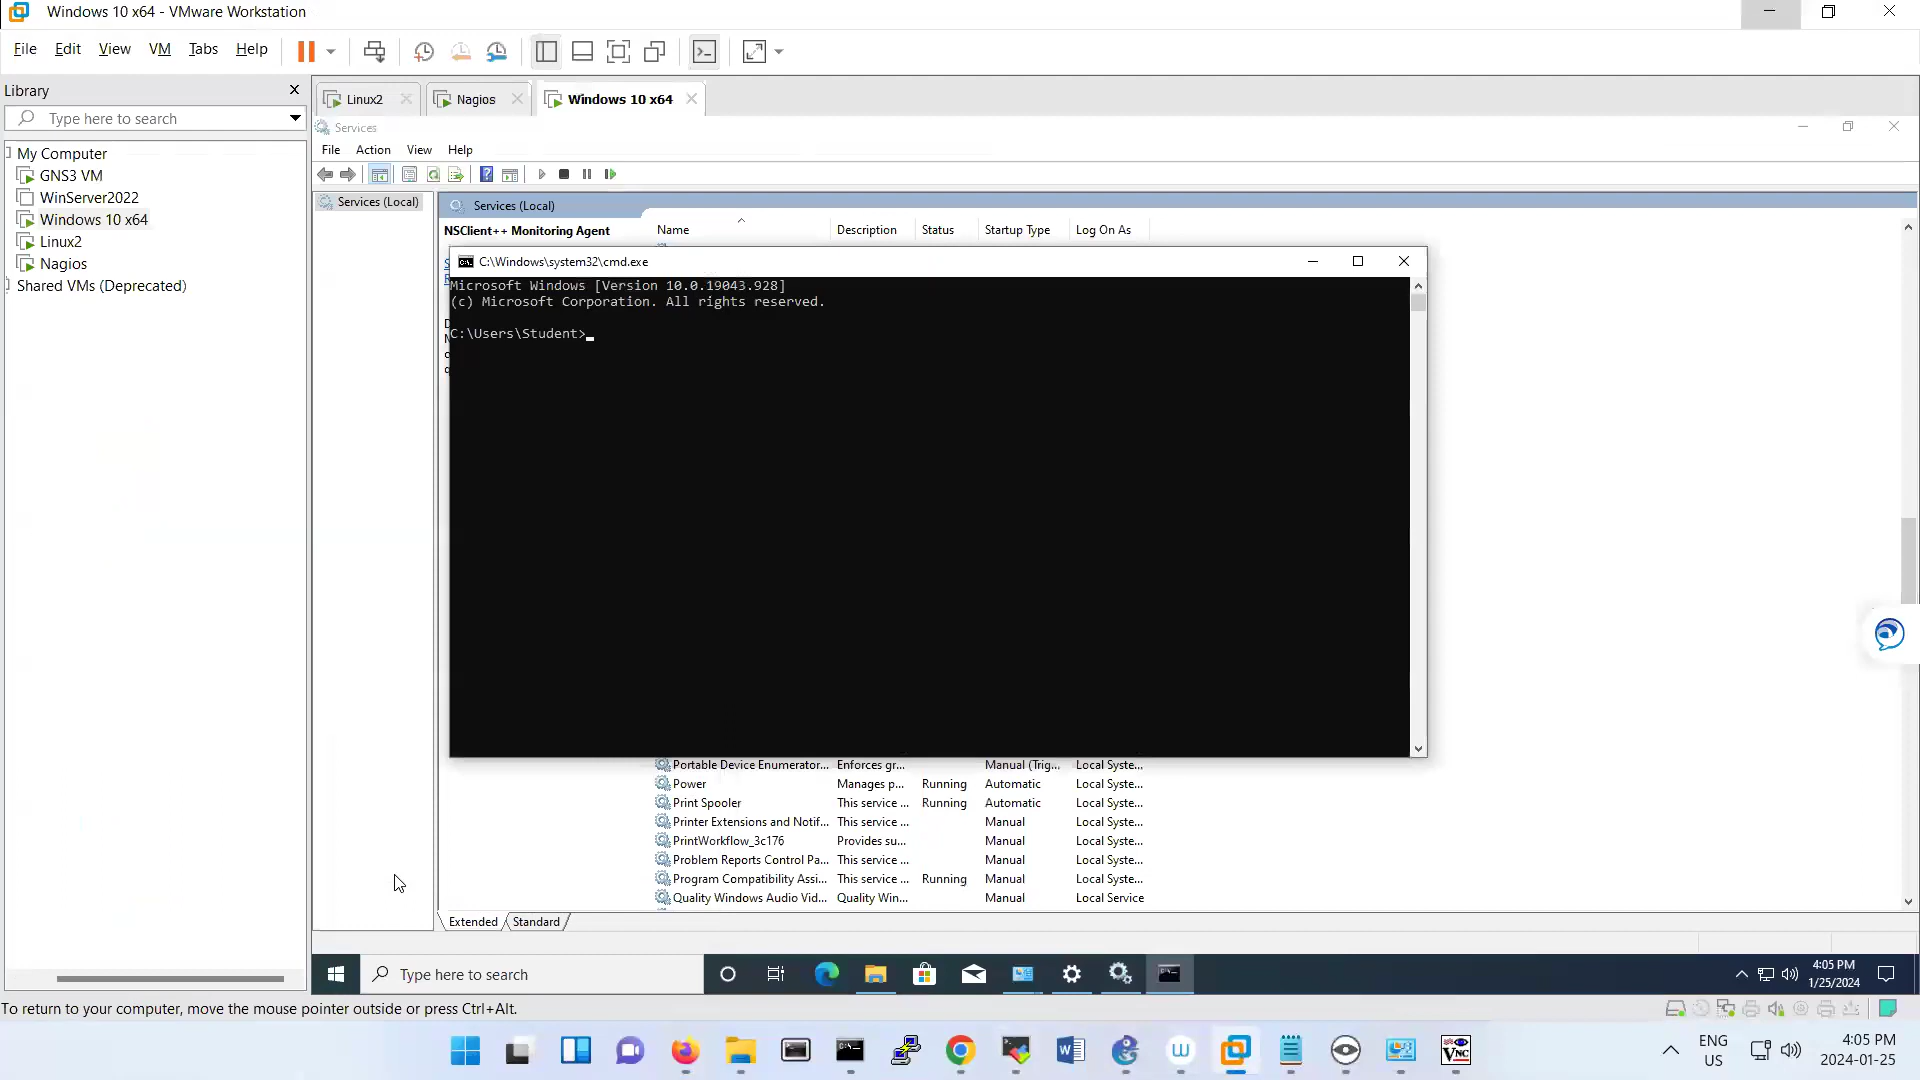 Windows 10 x64 - VMware Workstation
File Edit View VM Tabs Help
Library
Type here to search
My Computer
GNS3 VM
WinServer2022
Windows 10 x64
Linux2
Nagios
Shared VMs (Deprecated)
Linux2 Nagios Windows 10 x64
Services
File Action View Help
Services (Local)
Services (Local)
NSClient++ Monitoring Agent
Name Description Status Startup Type Log On As
C:\Windows\system32\cmd.exe
Microsoft Windows [Version 10.0.19043.928]
(c) Microsoft Corporation. All rights reserved.
C:\Users\Student>
Portable Device Enumerator... Enforces gr... Manual (Trig... Local Syste...
Power Manages p... Running Automatic Local Syste...
Print Spooler This service ... Running Automatic Local Syste...
Printer Extensions and Notif... This service ... Manual Local Syste...
PrintWorkflow_3c176 Provides su... Manual Local Syste...
Problem Reports Control Pa... This service ... Manual Local Syste...
Program Compatibility Assi... This service ... Running Manual Local Syste...
Quality Windows Audio Vid... Quality Win... Manual Local Service
Extended Standard
Type here to search
4:05 PM
1/25/2024
To return to your computer, move the mouse pointer outside or press Ctrl+Alt.
ENG
US
4:05 PM
2024-01-25